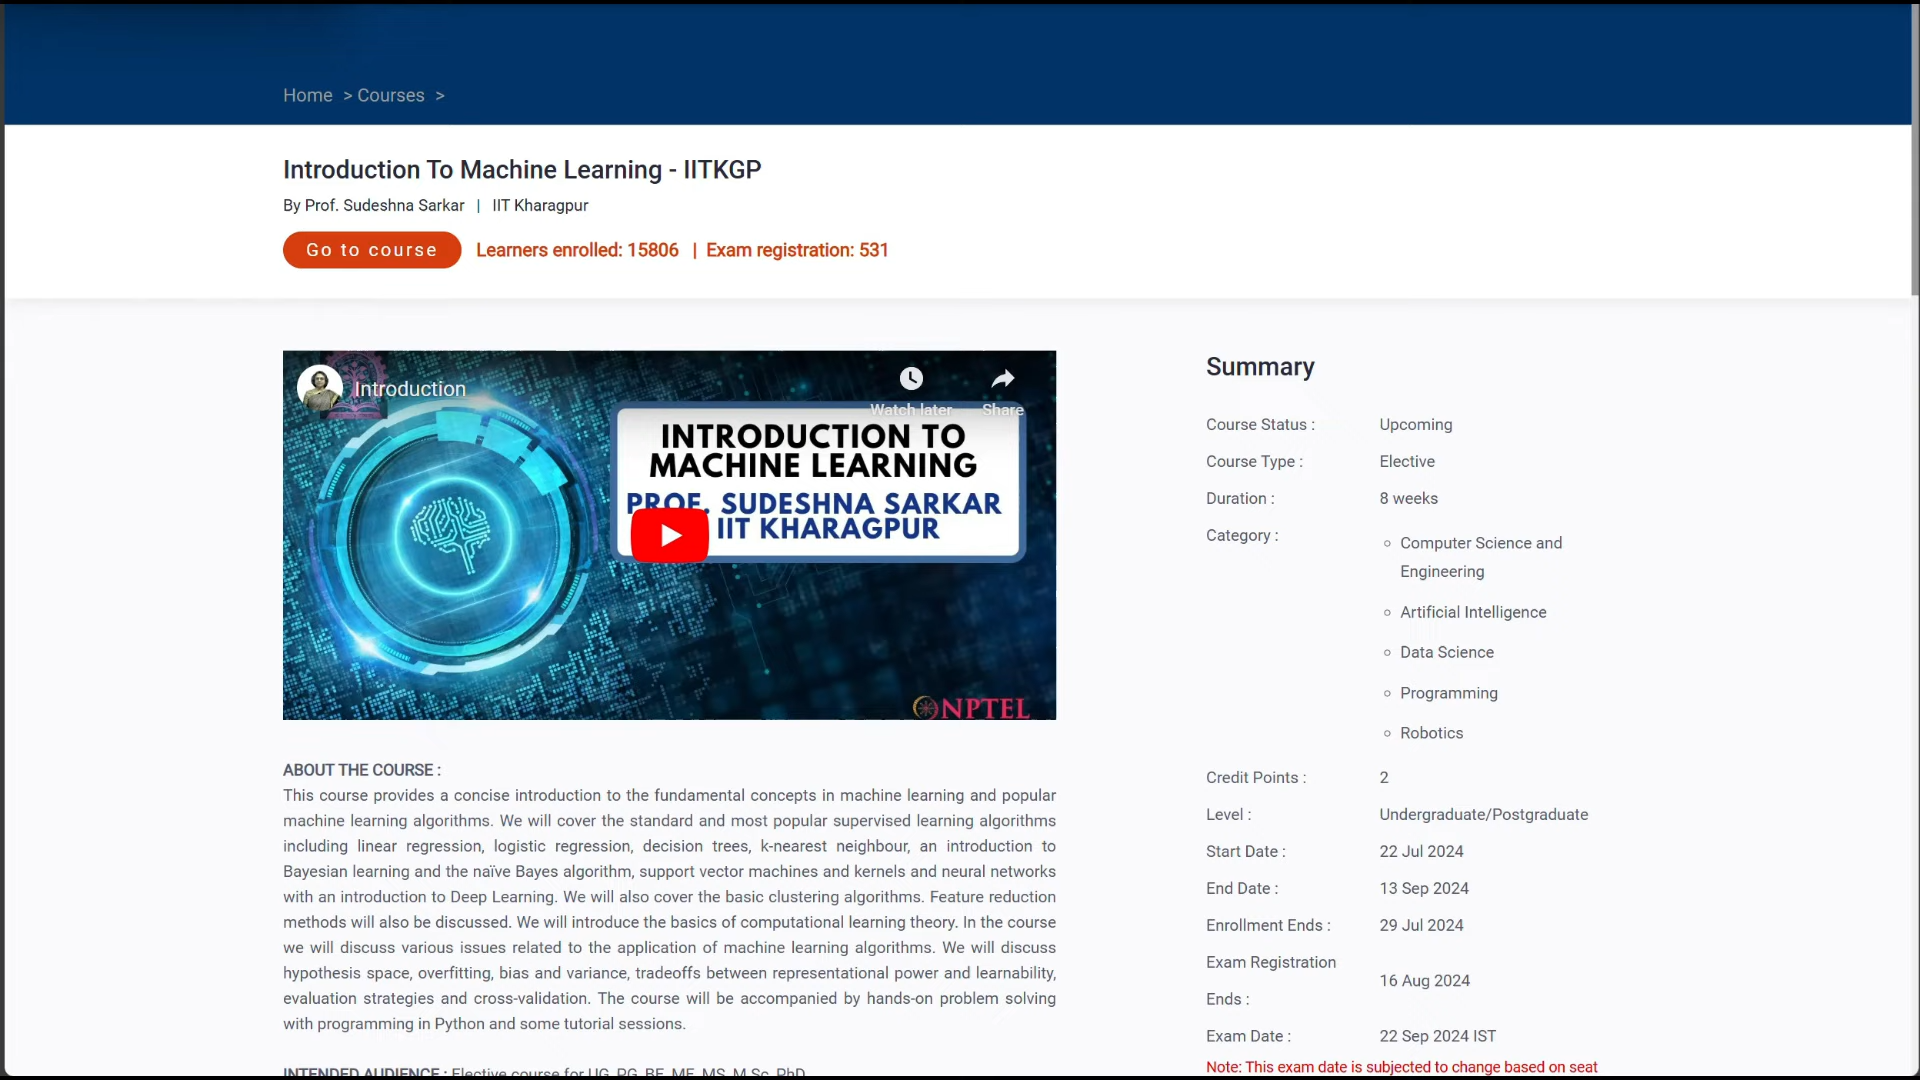 Home > Courses >
Introduction To Machine Learning - IITKGP
By Prof. Sudeshna Sarkar | IIT Kharagpur
Go to course Learners enrolled: 15806 | Exam registration: 531
Introduction
Watch later Share
INTRODUCTION TO
MACHINE LEARNING
PROF. SUDESHNA SARKAR
IIT KHARAGPUR
NPTEL
ABOUT THE COURSE :
This course provides a concise introduction to the fundamental concepts in machine learning and popular
machine learning algorithms. We will cover the standard and most popular supervised learning algorithms
including linear regression, logistic regression, decision trees, k-nearest neighbour, an introduction to
Bayesian learning and the naïve Bayes algorithm, support vector machines and kernels and neural networks
with an introduction to Deep Learning. We will also cover the basic clustering algorithms. Feature reduction
methods will also be discussed. We will introduce the basics of computational learning theory. In the course
we will discuss various issues related to the application of machine learning algorithms. We will discuss
hypothesis space, overfitting, bias and variance, tradeoffs between representational power and learnability,
evaluation strategies and cross-validation. The course will be accompanied by hands-on problem solving
with programming in Python and some tutorial sessions.
INTENDED AUDIENCE : Elective course for UG, PG, BE, ME, MS, M.Sc, PhD
Summary
Course Status : Upcoming
Course Type : Elective
Duration : 8 weeks
Category :
Computer Science and
Engineering
Artificial Intelligence
Data Science
Programming
Robotics
Credit Points : 2
Level : Undergraduate/Postgraduate
Start Date : 22 Jul 2024
End Date : 13 Sep 2024
Enrollment Ends : 29 Jul 2024
Exam Registration
Ends : 16 Aug 2024
Exam Date : 22 Sep 2024 IST
Note: This exam date is subjected to change based on seat